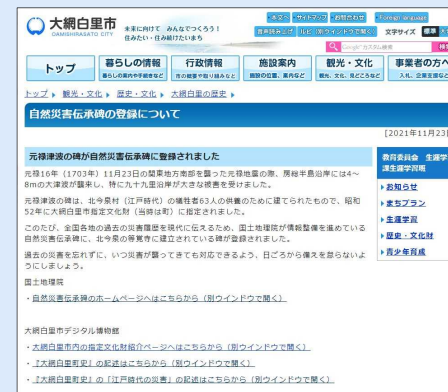 大網白里市
OAMISHIRASATO CITY
未来に向けて みんなでつくろう！
住みたい・住み続けたいまち
本文へ サイトマップ お問合わせ Foreign language
音声読み上げ ルビ（別ウインドウで開く） 文字サイズ 標準
Google カスタム検索
トップ
暮らしの情報
暮らしの案内や手続きなど
行政情報
市の概要や取り組みなど
施設案内
施設の位置、案内など
観光・文化
観光、文化、見どころなど
事業者の方へ
入札、企業支援など
トップ 観光・文化 歴史・文化 大網白里の歴史
自然災害伝承碑の登録について
[2021年11月23日
元禄津波の碑が自然災害伝承碑に登録されました
元禄16年（1703年）11月23日の関東地方南部を襲った元禄地震の際、房総半島沿岸には4～
8mの大津波が襲来し、特に九十九里沿岸が大きな被害を受けました。
元禄津波の碑は、北今泉村（江戸時代）の犠牲者63人の供養のために建てられたもので、昭和
52年に大網白里市指定文化財（当時は町）に指定されました。
このたび、全国各地の過去の災害履歴を現代に伝えるため、国土地理院が情報整備を進めている
自然災害伝承碑に、北今泉の等覚寺に建立されている碑が登録されました。
過去の災害を忘れずに、いつ災害が襲ってきても対応できるよう、日ごろから備えを怠らないよ
うにしましょう。
国土地理院
・自然災害伝承碑のホームページへはこちらから（別ウインドウで開く）
大網白里市デジタル博物館
・大網白里市内の指定文化財紹介ページへはこちらから（別ウインドウで開く）
・『大網白里町史』の記述はこちらから（別ウインドウで開く）
・『大網白里町史』の「江戸時代の災害」の記述はこちらから（別ウインドウで開く）
教育委員会 生涯学
課生涯学習班
お知らせ
まちプラン
生涯学習
歴史・文化財
青少年育成